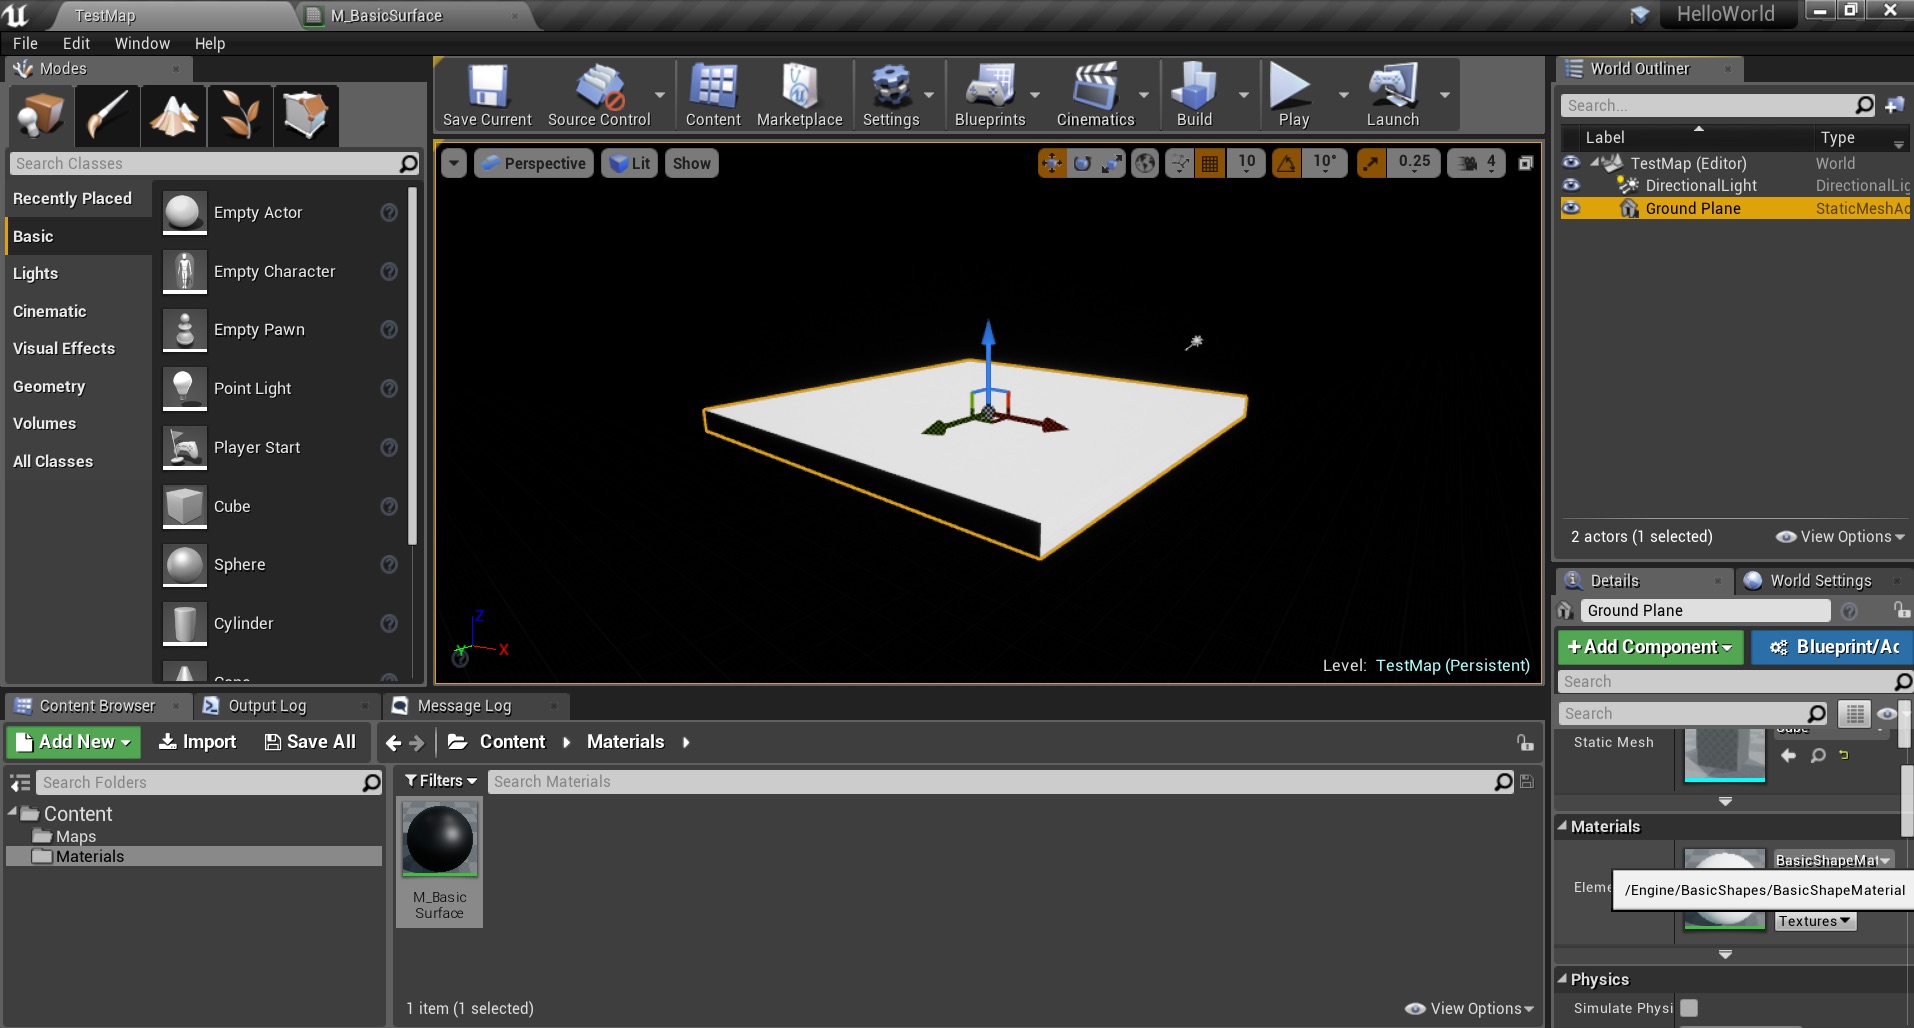 TestMap
M_BasicSurface
HelloWorld
File Edit Window Help
Modes
Search Classes
Recently Placed
Basic
Lights
Cinematic
Visual Effects
Geometry
Volumes
All Classes
Empty Actor
Empty Character
Empty Pawn
Point Light
Player Start
Cube
Sphere
Cylinder
Save Current
Source Control
Content
Marketplace
Settings
Blueprints
Cinematics
Build
Play
Launch
Perspective
Lit
Show
10
10°
0.25
4
Z
X
Y
Level: TestMap (Persistent)
World Outliner
Search...
Label Type
TestMap (Editor) World
DirectionalLight DirectionalLig
Ground Plane StaticMeshAc
2 actors (1 selected)
View Options
Details
World Settings
Ground Plane
+Add Component
Blueprint/Ac
Search
Search
Static Mesh
Cube
Materials
BasicShapeMat
Eleme
/Engine/BasicShapes/BasicShapeMaterial
Textures
Physics
Simulate Physi
Content Browser
Output Log
Message Log
Add New
Import
Save All
Content
Materials
Search Folders
Content
Maps
Materials
Filters
Search Materials
M_Basic
Surface
1 item (1 selected)
View Options